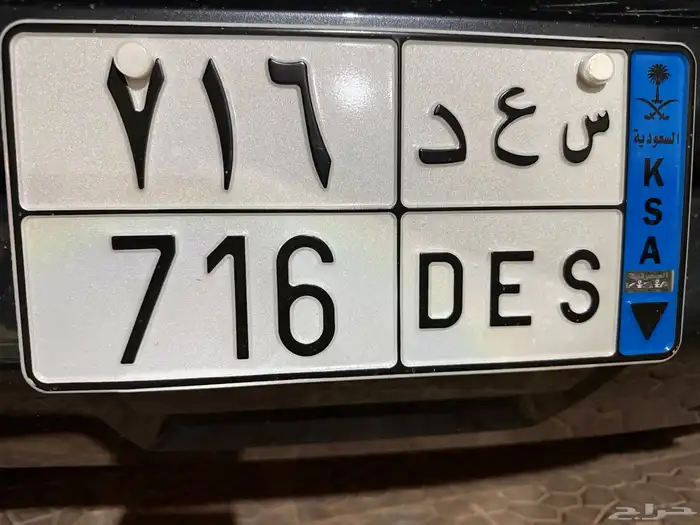 ٧١٦ س ع د
716 DES
السعودية
K
S
A
حراج